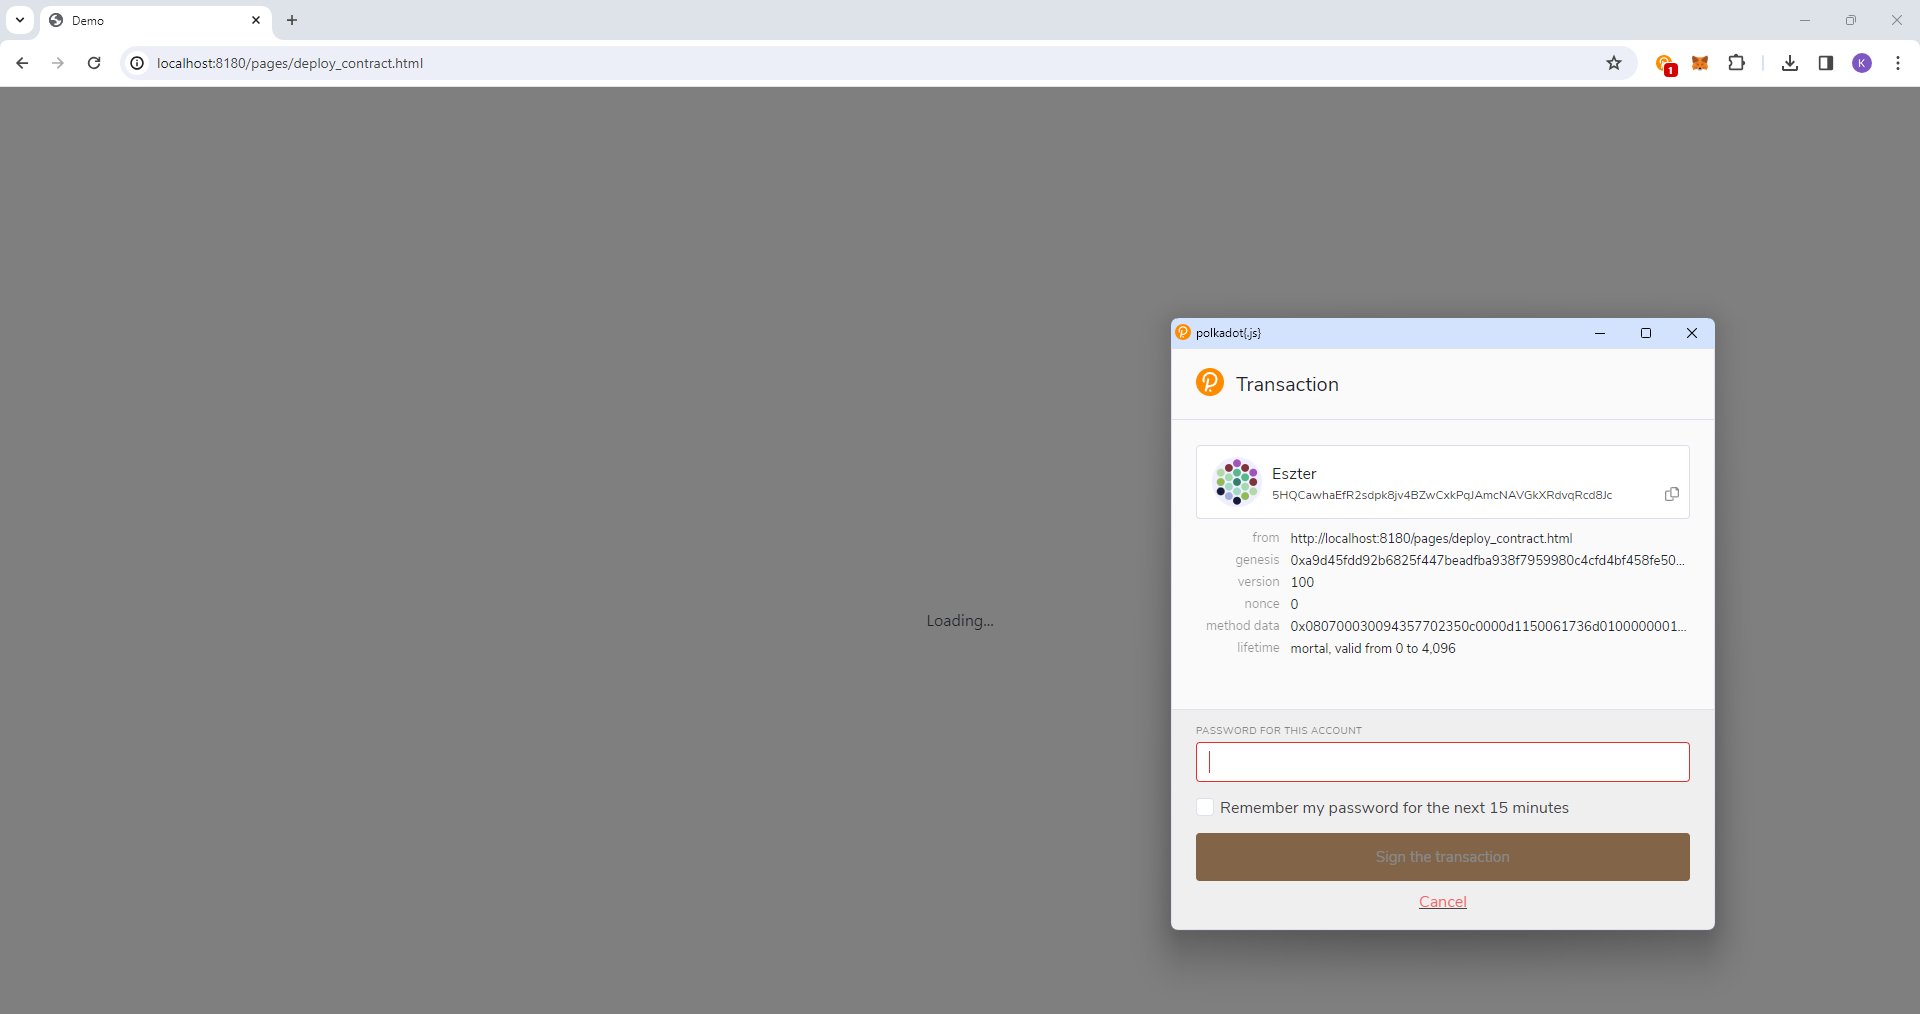 Demo
localhost:8180/pages/deploy_contract.html
1
K
polkadot{.js}
Transaction
Eszter
5HQCawhaEfR2sdpk8jv4BZwCxkPqJAmcNAVGkXRdvqRcd8Jc
from http://localhost:8180/pages/deploy_contract.html
genesis 0xa9d45fdd92b6825f447beadfba938f7959980c4cfd4bf458fe50...
version 100
nonce 0
Loading...
method data 0x080700030094357702350c0000d1150061736d0100000001...
lifetime mortal, valid from 0 to 4,096
PASSWORD FOR THIS ACCOUNT
Remember my password for the next 15 minutes
Sign the transaction
Cancel